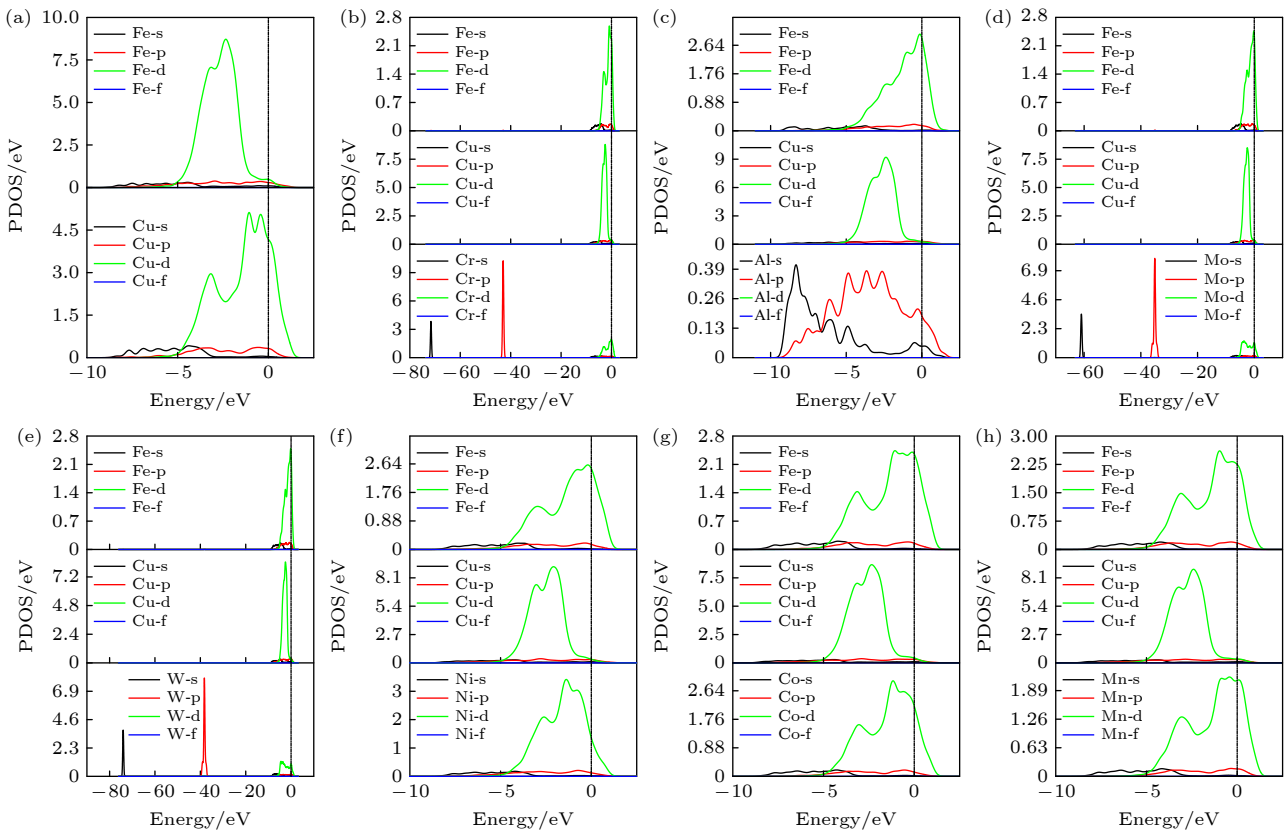 (a)
10.0
7.5
5.0
2.5
0
Fe-s
Fe-p
Fe-d
Fe-f
4.5
3.0
1.5
0
Cu-s
Cu-p
Cu-d
Cu-f
PDOS/eV
−10 −5 0
Energy/eV
(b)
2.8
2.1
1.4
0.7
0
Fe-s
Fe-p
Fe-d
Fe-f
7.5
5.0
2.5
0
Cu-s
Cu-p
Cu-d
Cu-f
9
6
3
0
Cr-s
Cr-p
Cr-d
Cr-f
PDOS/eV
−80 −60 −40 −20 0
Energy/eV
(c)
2.64
1.76
0.88
0
Fe-s
Fe-p
Fe-d
Fe-f
9
6
3
0
Cu-s
Cu-p
Cu-d
Cu-f
0.39
0.26
0.13
0
Al-s
Al-p
Al-d
Al-f
PDOS/eV
−10 −5 0
Energy/eV
(d)
2.8
2.1
1.4
0.7
0
Fe-s
Fe-p
Fe-d
Fe-f
7.5
5.0
2.5
0
Cu-s
Cu-p
Cu-d
Cu-f
6.9
4.6
2.3
0
Mo-s
Mo-p
Mo-d
Mo-f
PDOS/eV
−60 −40 −20 0
Energy/eV
(e)
2.8
2.1
1.4
0.7
0
Fe-s
Fe-p
Fe-d
Fe-f
7.2
4.8
2.4
0
Cu-s
Cu-p
Cu-d
Cu-f
6.9
4.6
2.3
0
W-s
W-p
W-d
W-f
PDOS/eV
−80 −60 −40 −20 0
Energy/eV
(f)
2.64
1.76
0.88
0
Fe-s
Fe-p
Fe-d
Fe-f
8.1
5.4
2.7
0
Cu-s
Cu-p
Cu-d
Cu-f
3
2
1
0
Ni-s
Ni-p
Ni-d
Ni-f
PDOS/eV
−10 −5 0
Energy/eV
(g)
2.8
2.1
1.4
0.7
0
Fe-s
Fe-p
Fe-d
Fe-f
7.5
5.0
2.5
0
Cu-s
Cu-p
Cu-d
Cu-f
2.64
1.76
0.88
0
Co-s
Co-p
Co-d
Co-f
PDOS/eV
−10 −5 0
Energy/eV
(h)
3.00
2.25
1.50
0.75
0
Fe-s
Fe-p
Fe-d
Fe-f
8.1
5.4
2.7
0
Cu-s
Cu-p
Cu-d
Cu-f
1.89
1.26
0.63
0
Mn-s
Mn-p
Mn-d
Mn-f
PDOS/eV
−10 −5 0
Energy/eV